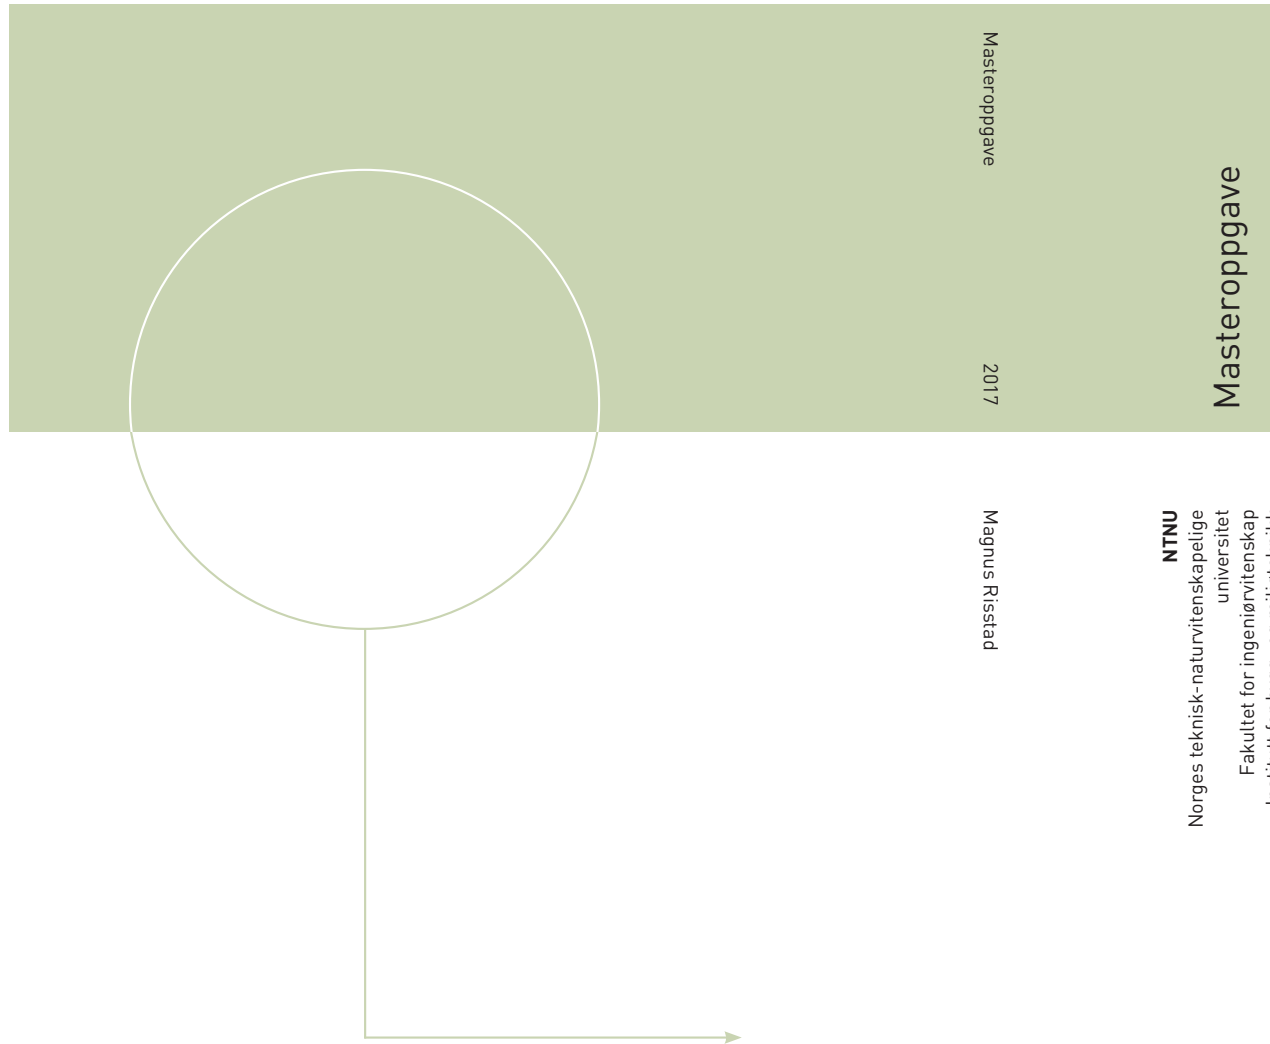 Masteroppgave
2017
Magnus Risstad
Masteroppgave
NTNU
Norges teknisk-naturvitenskapelige
universitet
Fakultet for ingeniørvitenskap